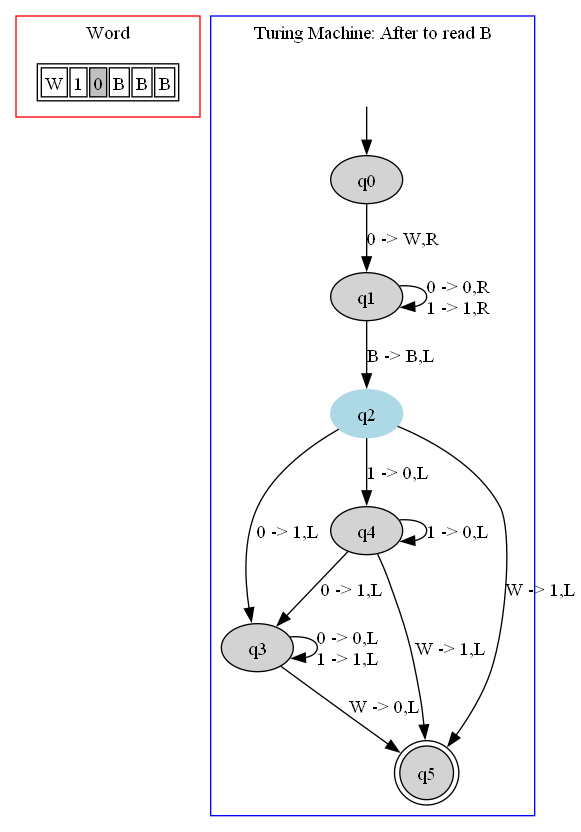 Word
W 1 0 B B B
Turing Machine: After to read B
q0
0 -> W,R
q1
0 -> 0,R
1 -> 1,R
B -> B,L
q2
1 -> 0,L
0 -> 1,L
q4
1 -> 0,L
W -> 1,L
0 -> 1,L
q3
0 -> 0,L
1 -> 1,L
W -> 1,L
W -> 0,L
q5